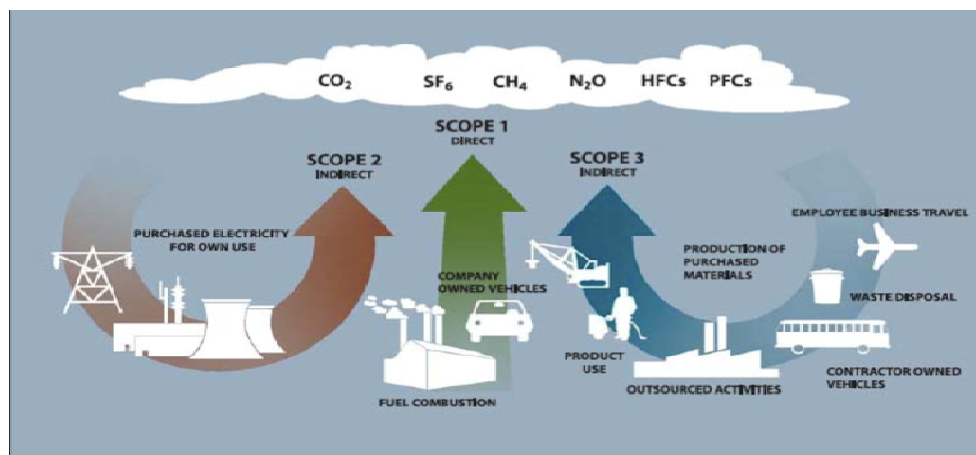 CO₂ SF₆ CH₄ N₂O HFCs PFCs
SCOPE 1
DIRECT
SCOPE 2
INDIRECT
SCOPE 3
INDIRECT
PURCHASED ELECTRICITY
FOR OWN USE
COMPANY
OWNED VEHICLES
FUEL COMBUSTION
EMPLOYEE BUSINESS TRAVEL
PRODUCTION OF
PURCHASED
MATERIALS
WASTE DISPOSAL
PRODUCT
USE
OUTSOURCED ACTIVITIES
CONTRACTOR OWNED
VEHICLES